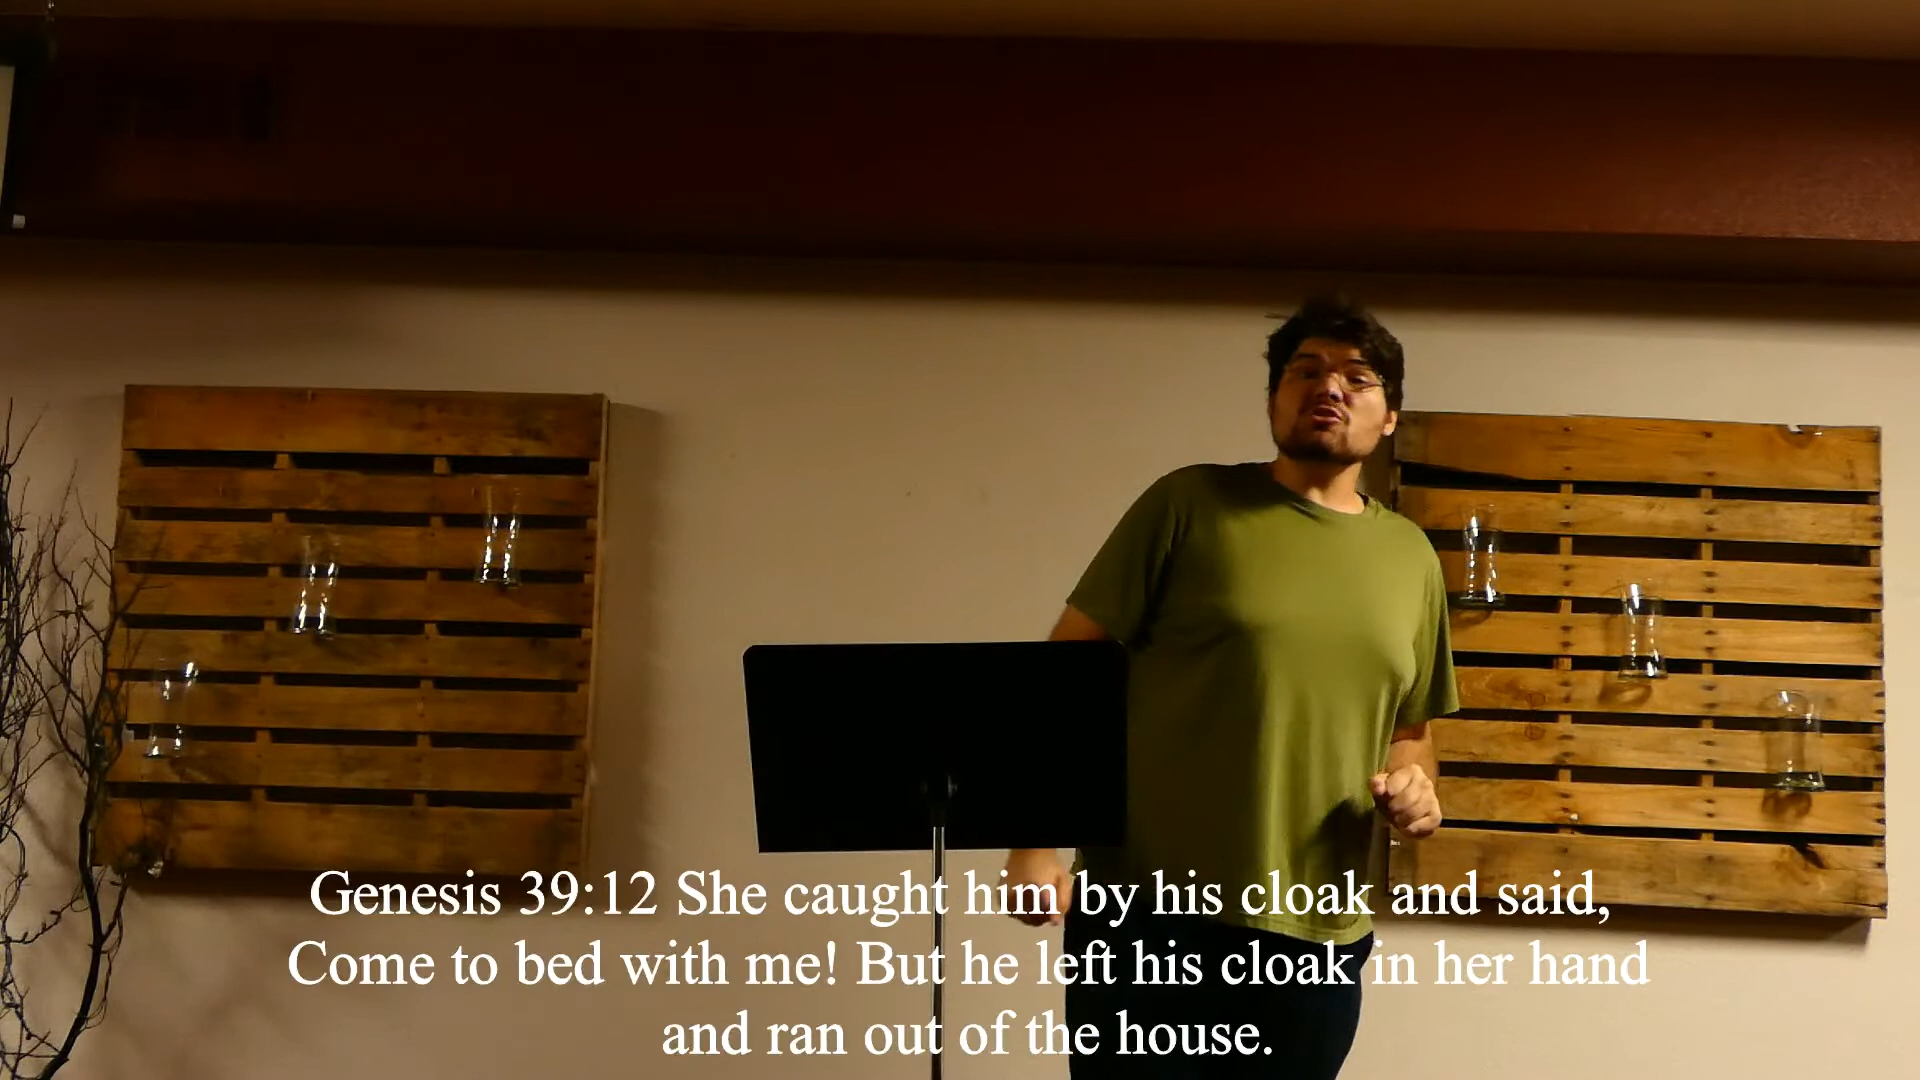 Genesis 39:12 She caught him by his cloak and said,
Come to bed with me! But he left his cloak in her hand
and ran out of the house.